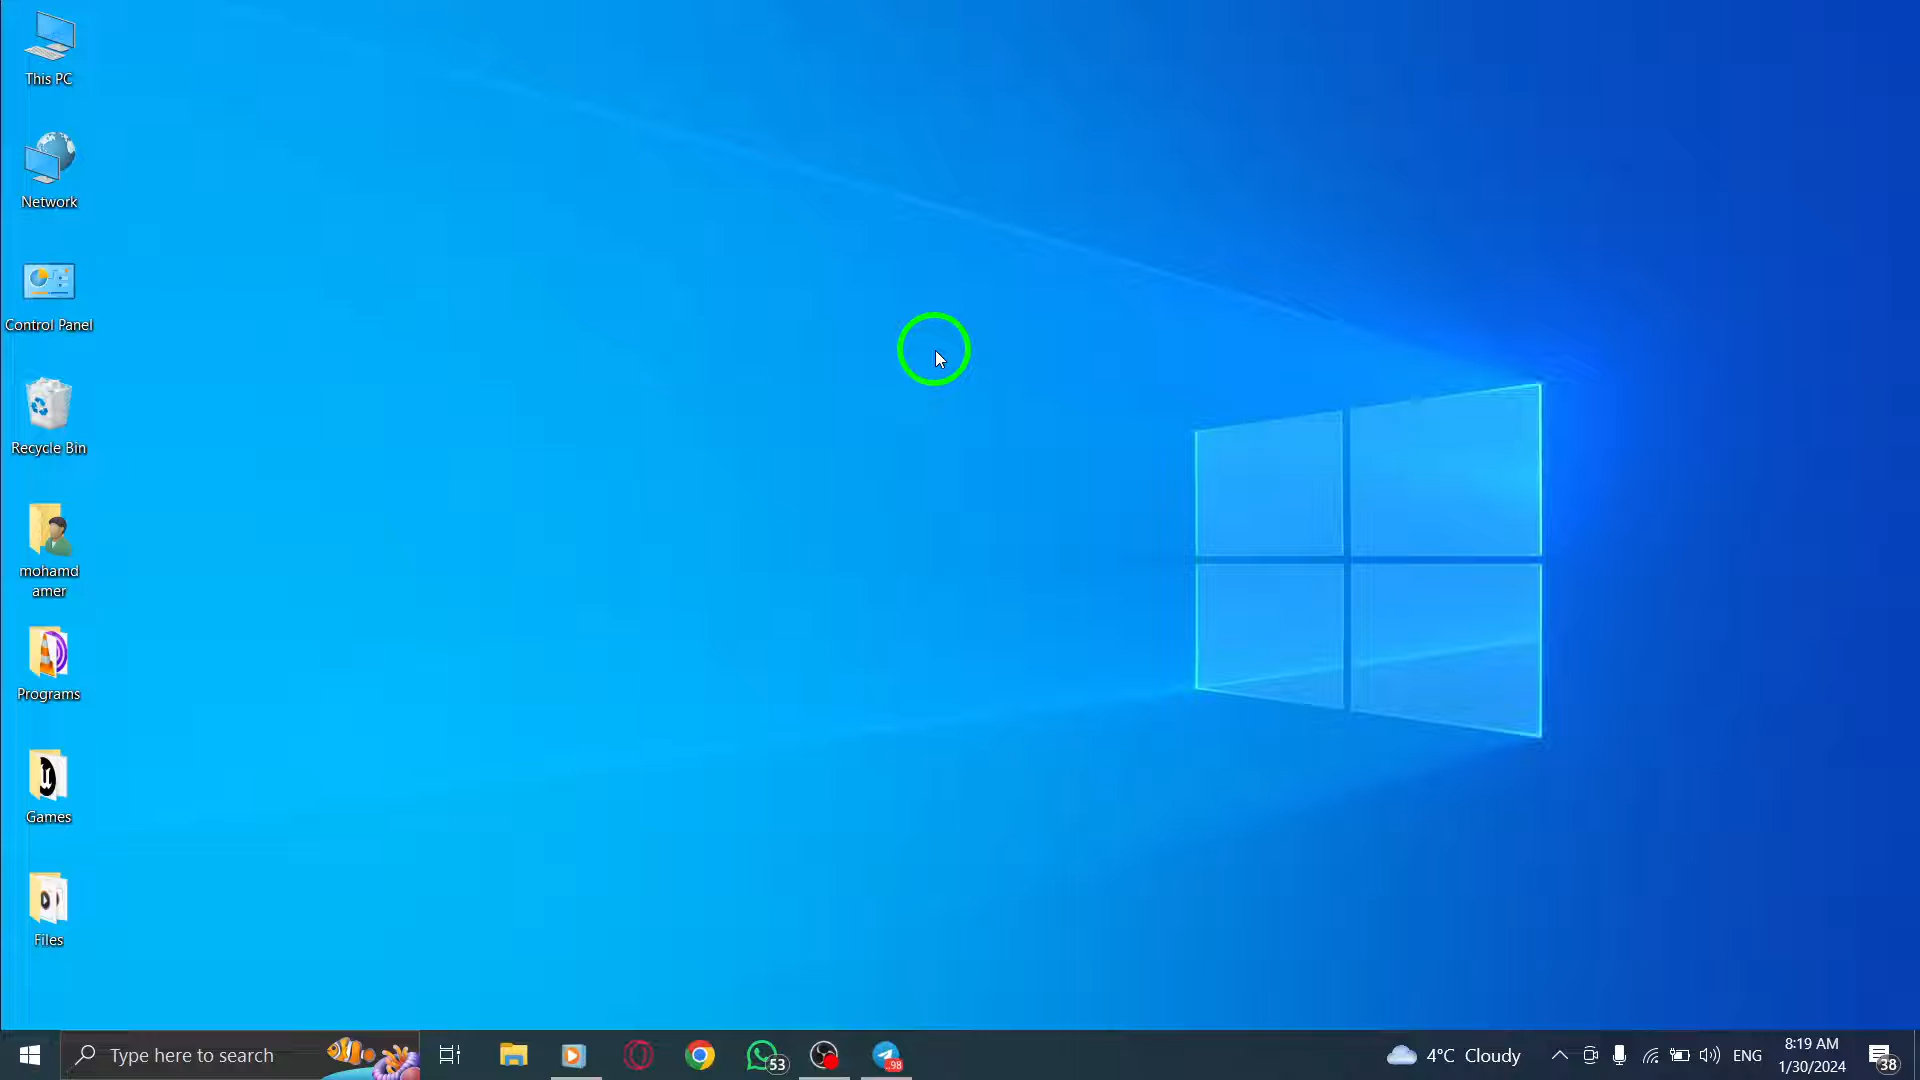 This PC
Network
Control Panel
Recycle Bin
mohamd
amer
Programs
Games
Files
Type here to search
53
98
4°C Cloudy
ENG
8:19 AM
1/30/2024
38